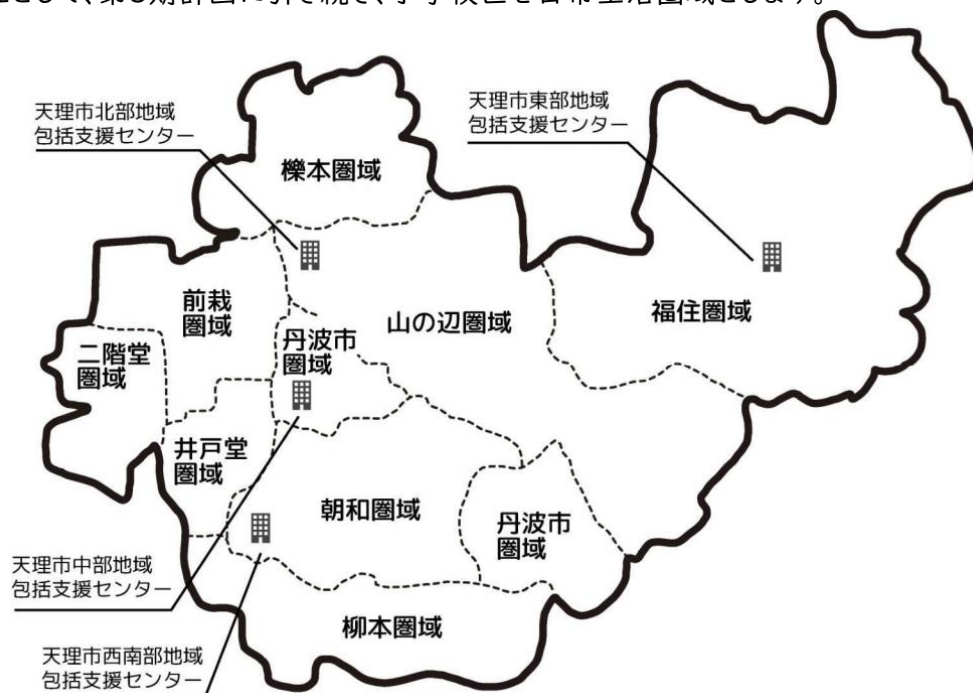 天理市北部地域
包括支援センター
天理市東部地域
包括支援センター
櫟本圏域
前栽
圏域
山の辺圏域
福住圏域
丹波市
圏域
二階堂
圏域
井戸堂
圏域
朝和圏域
丹波市
圏域
天理市中部地域
包括支援センター
柳本圏域
天理市西南部地域
包括支援センター